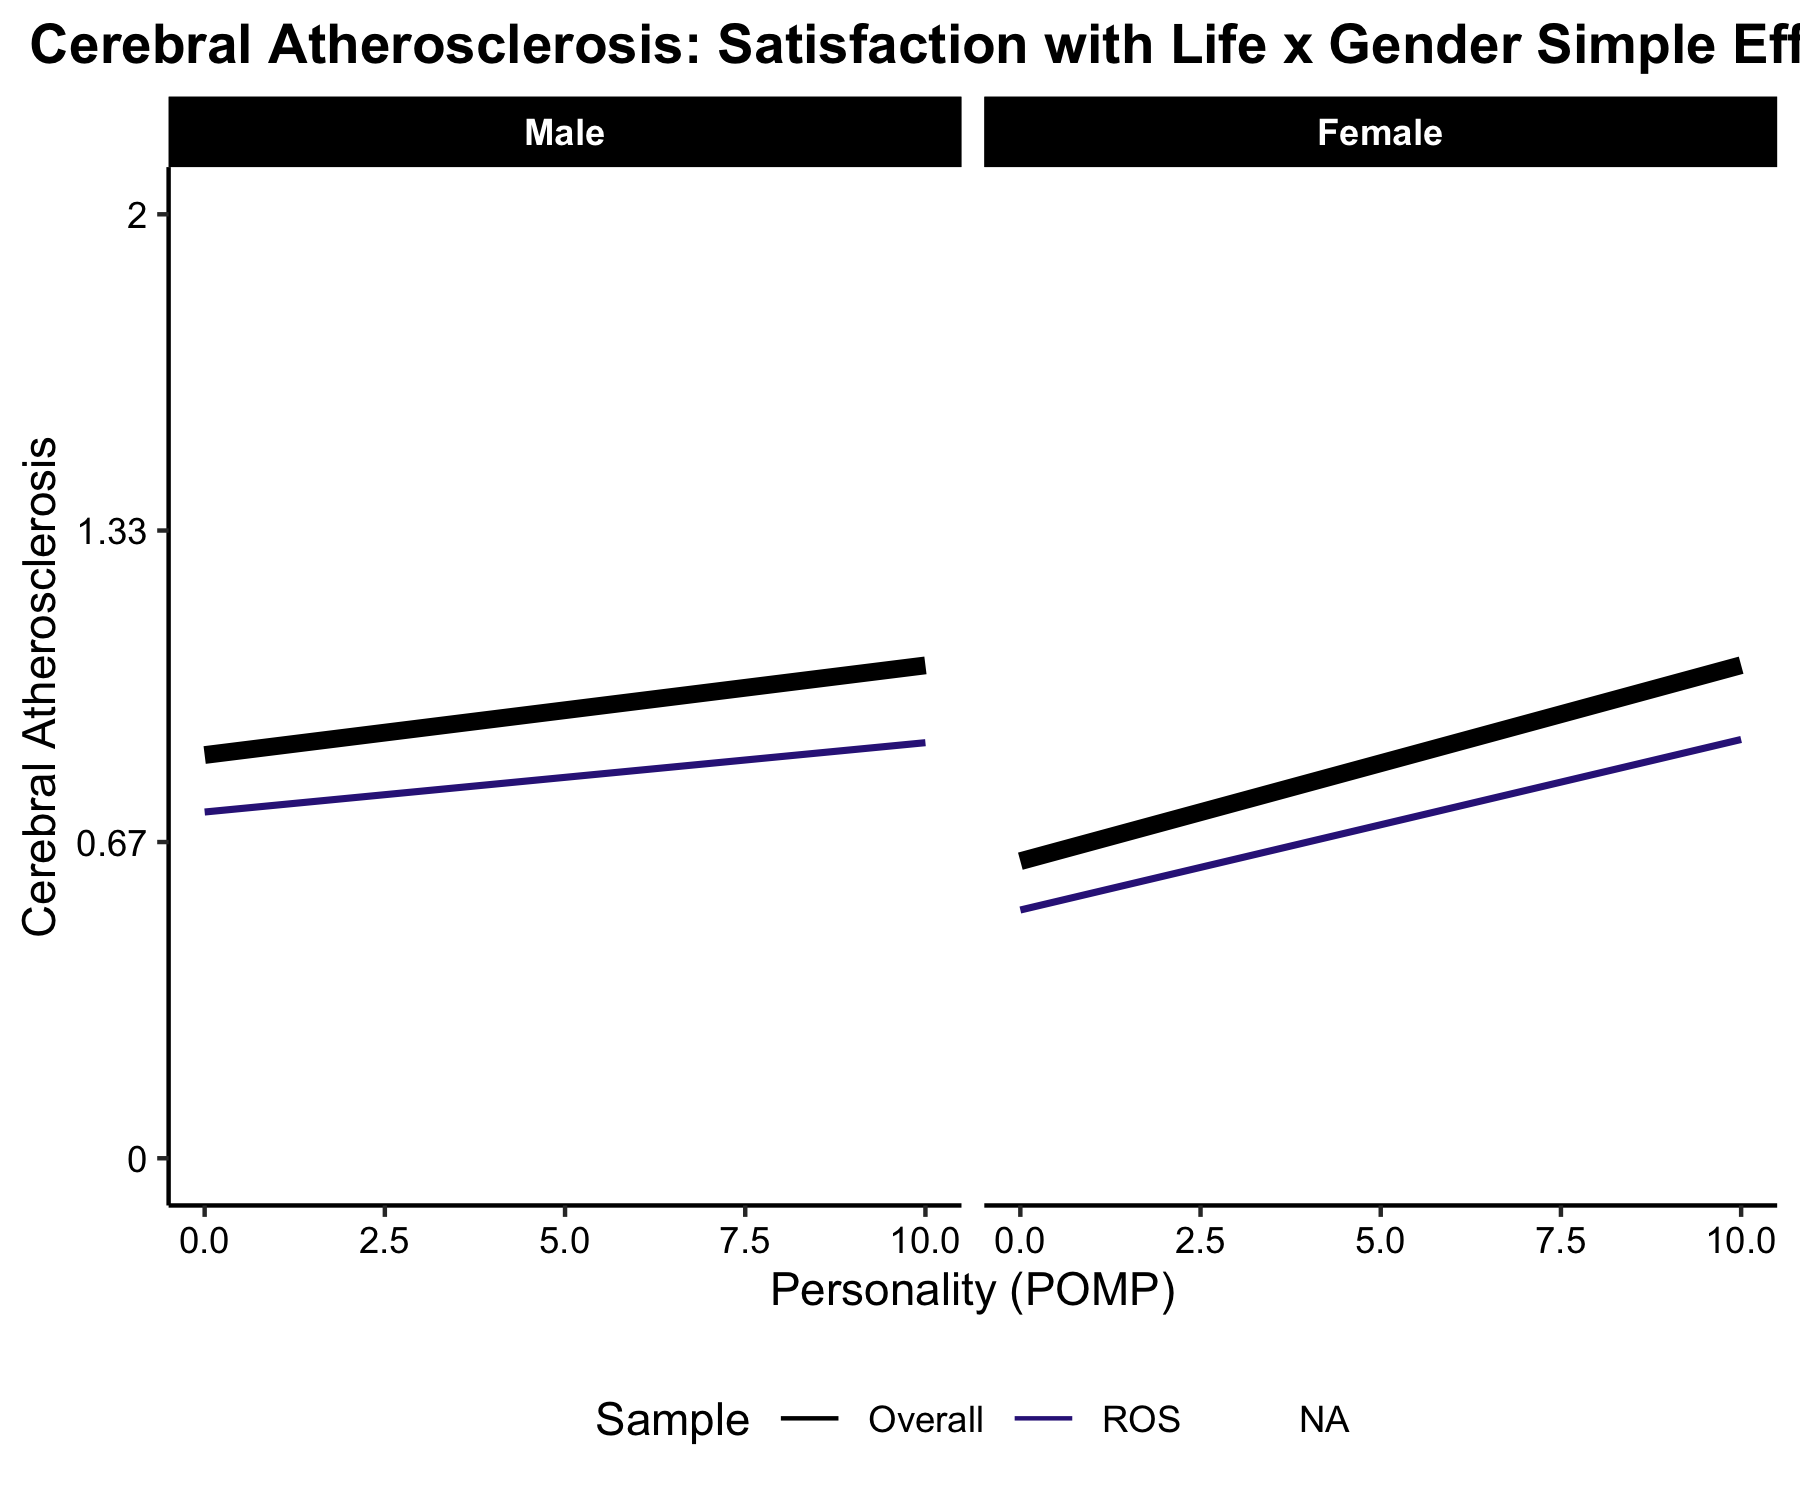 Cerebral Atherosclerosis: Satisfaction with Life x Gender Simple Eff
Male
Female
Cerebral Atherosclerosis
2
1.33
0.67
0
0.0 2.5 5.0 7.5 10.0
0.0 2.5 5.0 7.5 10.0
Personality (POMP)
Sample Overall ROS NA